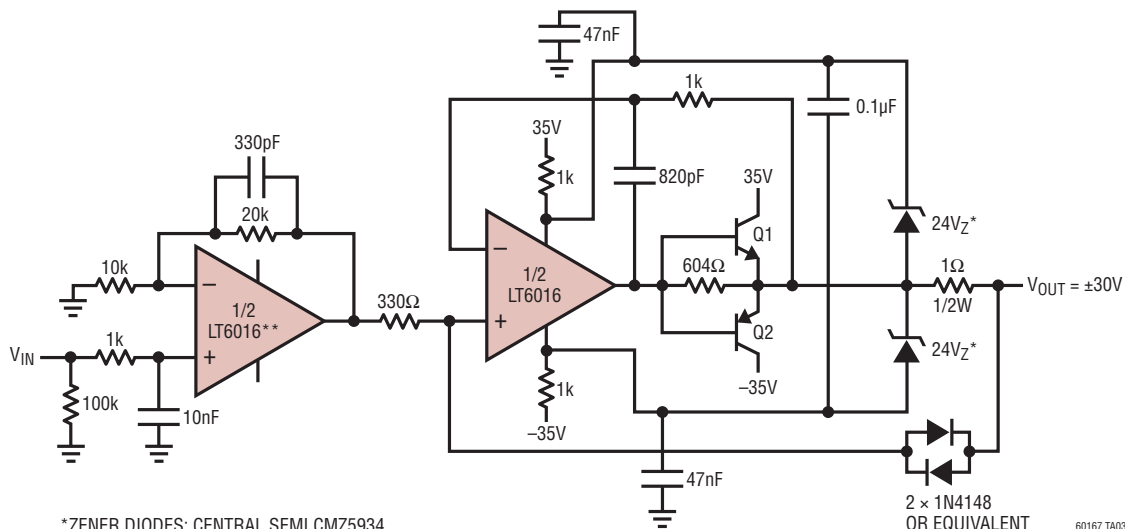 47nF
1k
0.1µF
330pF
35V
1k
820pF
35V
20k
24VZ*
Q1
10k
–
1/2
LT6016**
+
–
1/2
LT6016
+
604Ω
1Ω
1/2W
VOUT = ±30V
330Ω
Q2
VIN
1k
24VZ*
100k
10nF
1k
–35V
–35V
47nF
2 × 1N4148
OR EQUIVALENT
*ZENER DIODES: CENTRAL SEMI CMZ5934
60167 TA03